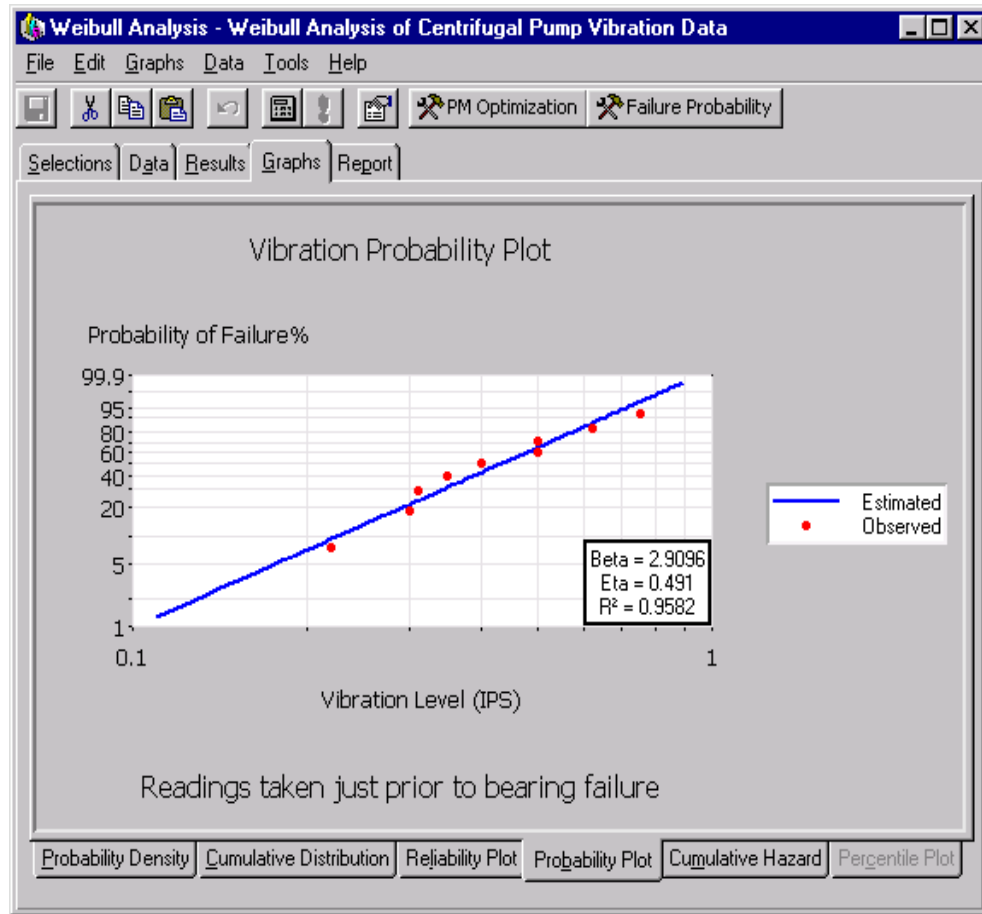 Weibull Analysis - Weibull Analysis of Centrifugal Pump Vibration Data
File Edit Graphs Data Tools Help
PM Optimization Failure Probability
Selections Data Results Graphs Report
Vibration Probability Plot
Probability of Failure%
99.9
95
80
60
40
20
5
1
Beta = 2.9096
Eta = 0.491
R² = 0.9582
Estimated
Observed
0.1 1
Vibration Level (IPS)
Readings taken just prior to bearing failure
Probability Density Cumulative Distribution Reliability Plot Probability Plot Cumulative Hazard Percentile Plot